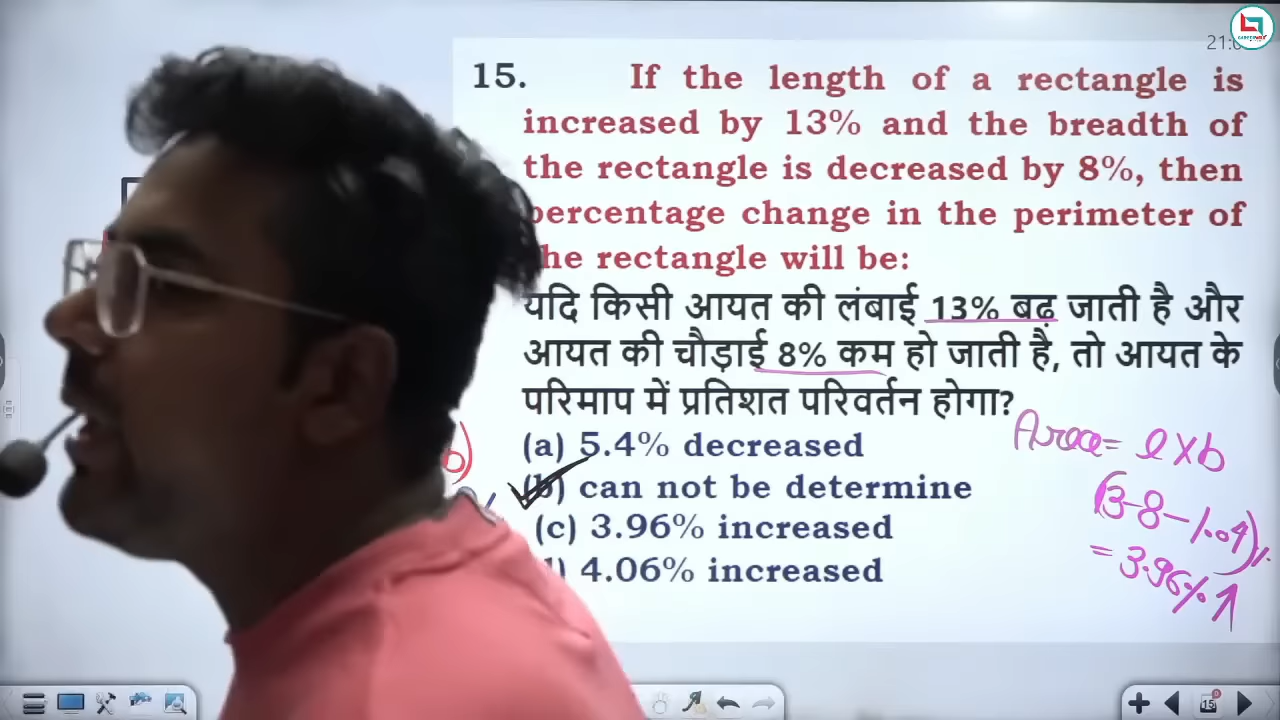 15. If the length of a rectangle is
increased by 13% and the breadth of
the rectangle is decreased by 8%, then
percentage change in the perimeter of
the rectangle will be:
यदि किसी आयत की लंबाई 13% बढ़ जाती है और
आयत की चौड़ाई 8% कम हो जाती है, तो आयत के
परिमाप में प्रतिशत परिवर्तन होगा?
(a) 5.4% decreased
(b) can not be determine
(c) 3.96% increased
4.06% increased
b)
Area = l×b
(13-8-1.04)%
= 3.96%↑
15